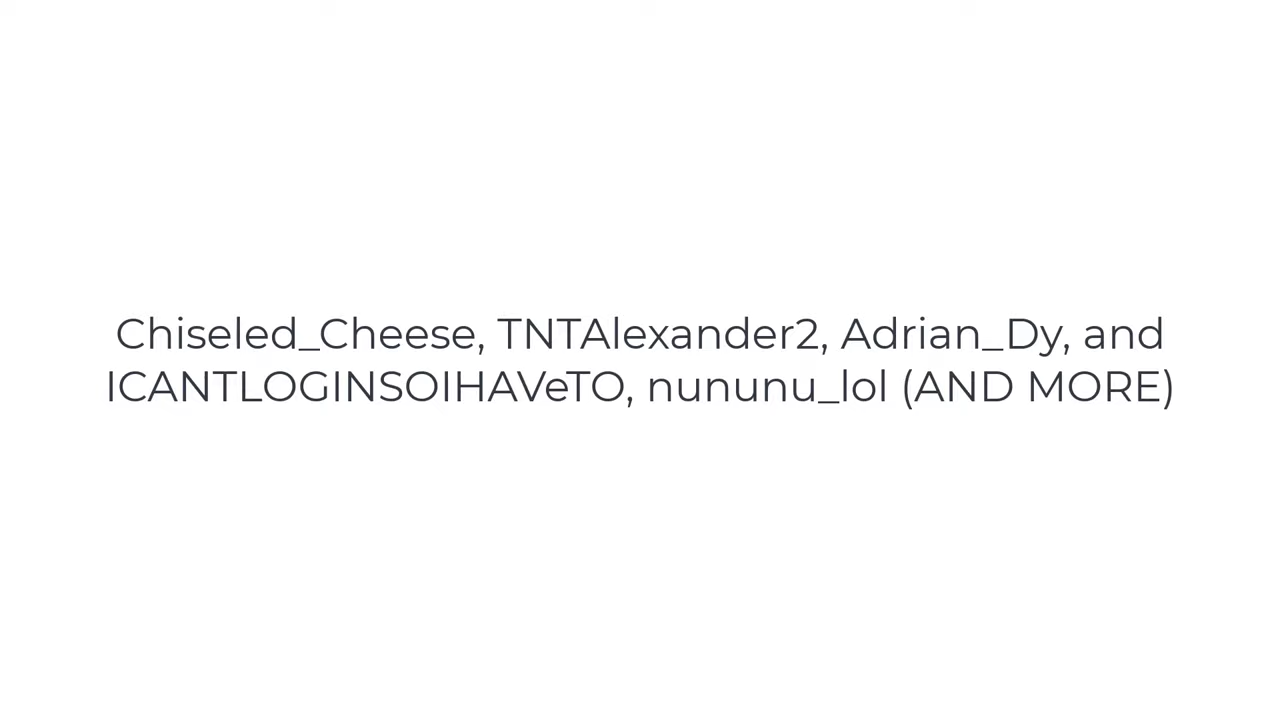 Chiseled_Cheese, TNTAlexander2, Adrian_Dy, and
ICANTLOGINSOIHAVeTO, nununu_lol (AND MORE)